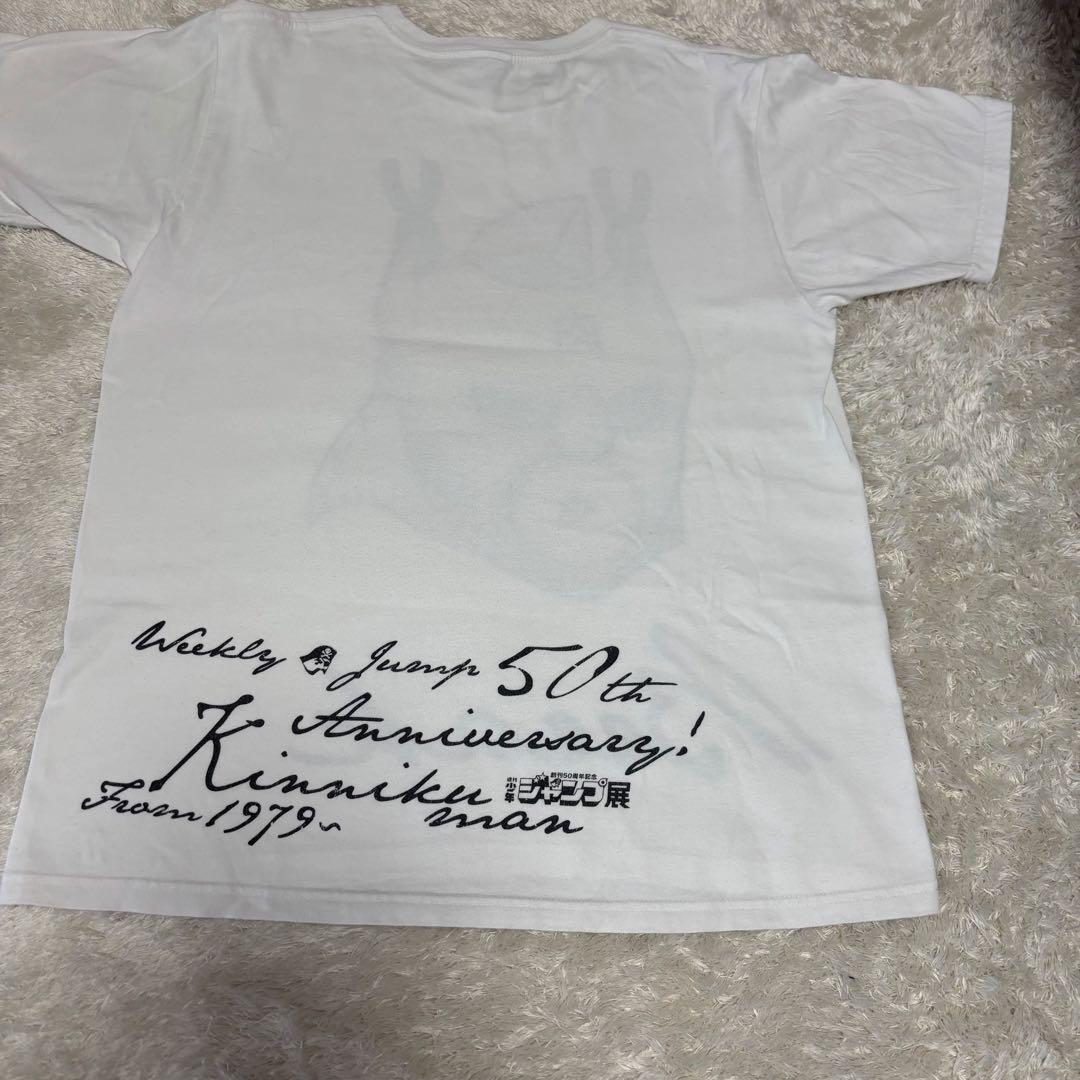 Weekly Jump 50th
Anniversary!
Kinniku man
創刊50周年記念
週刊少年ジャンプ展
From 1979~